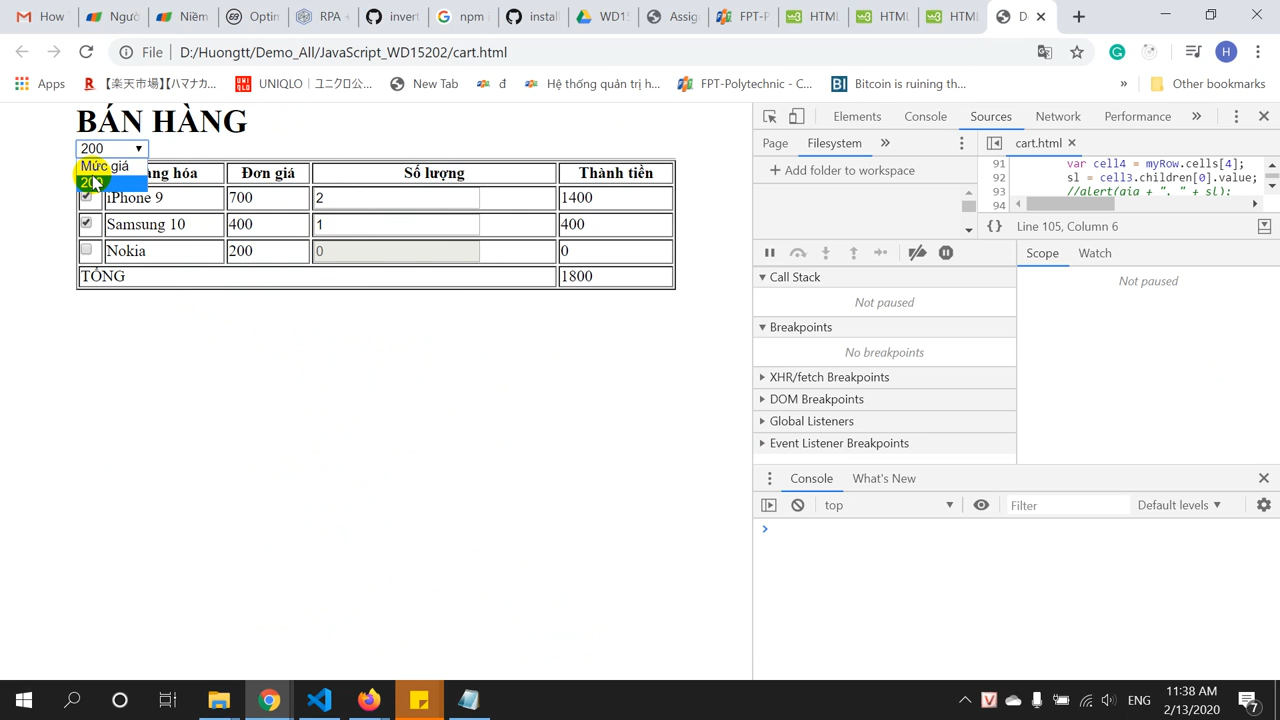 How
Ngườ
Niềm
Optin
RPA
invert
npm i
install
WD15
Assig
FPT-P
HTML
HTML
HTML
D
File D:/Huongtt/Demo_All/JavaScript_WD15202/cart.html
Apps 【楽天市場】【ハマナカ... UNIQLO｜ユニクロ公... New Tab đ Hệ thống quản trị h... FPT-Polytechnic - C... Bitcoin is ruining th... » Other bookmarks
BÁN HÀNG
200
Mức giá
200
hóa Đơn giá Số lượng Thành tiền
iPhone 9 700 2 1400
Samsung 10 400 1 400
Nokia 200 0 0
TỔNG 1800
Elements Console Sources Network Performance »
Page Filesystem » cart.html
+ Add folder to workspace
91 var cell4 = myRow.cells[4];
92 sl = cell3.children[0].value;
93 //alert(gia + ", " + sl);
94
{} Line 105, Column 6
Scope Watch
Call Stack
Not paused
Not paused
Breakpoints
No breakpoints
XHR/fetch Breakpoints
DOM Breakpoints
Global Listeners
Event Listener Breakpoints
Console What's New
top Filter Default levels
ENG
11:38 AM
2/13/2020
7